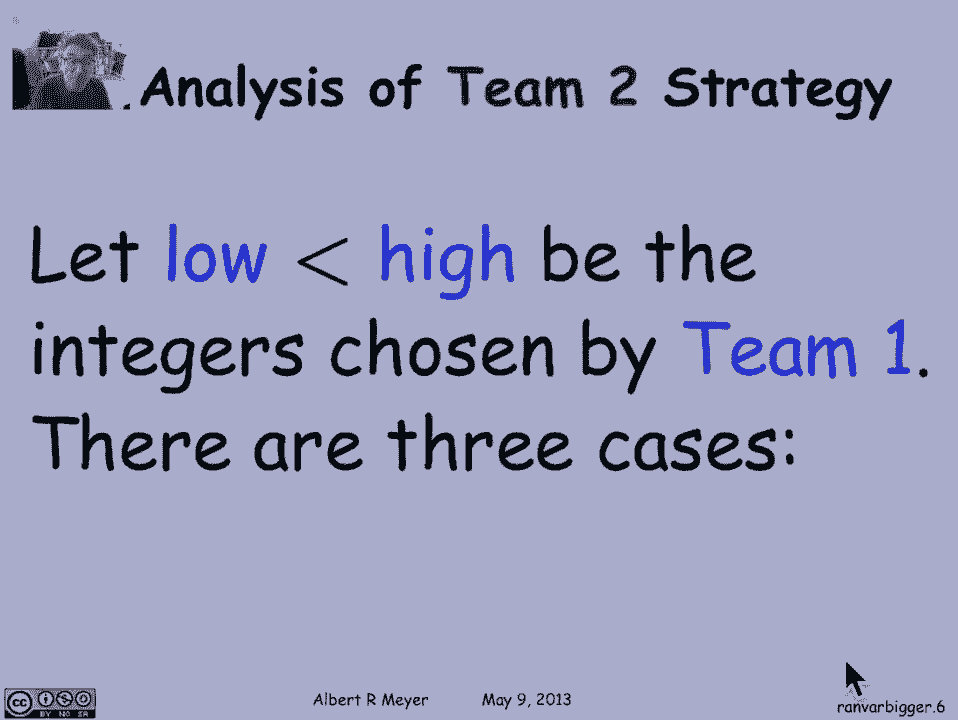 Analysis of Team 2 Strategy
Let low < high be the
integers chosen by Team 1.
There are three cases:
Albert R Meyer May 9, 2013
ranvarbigger.6